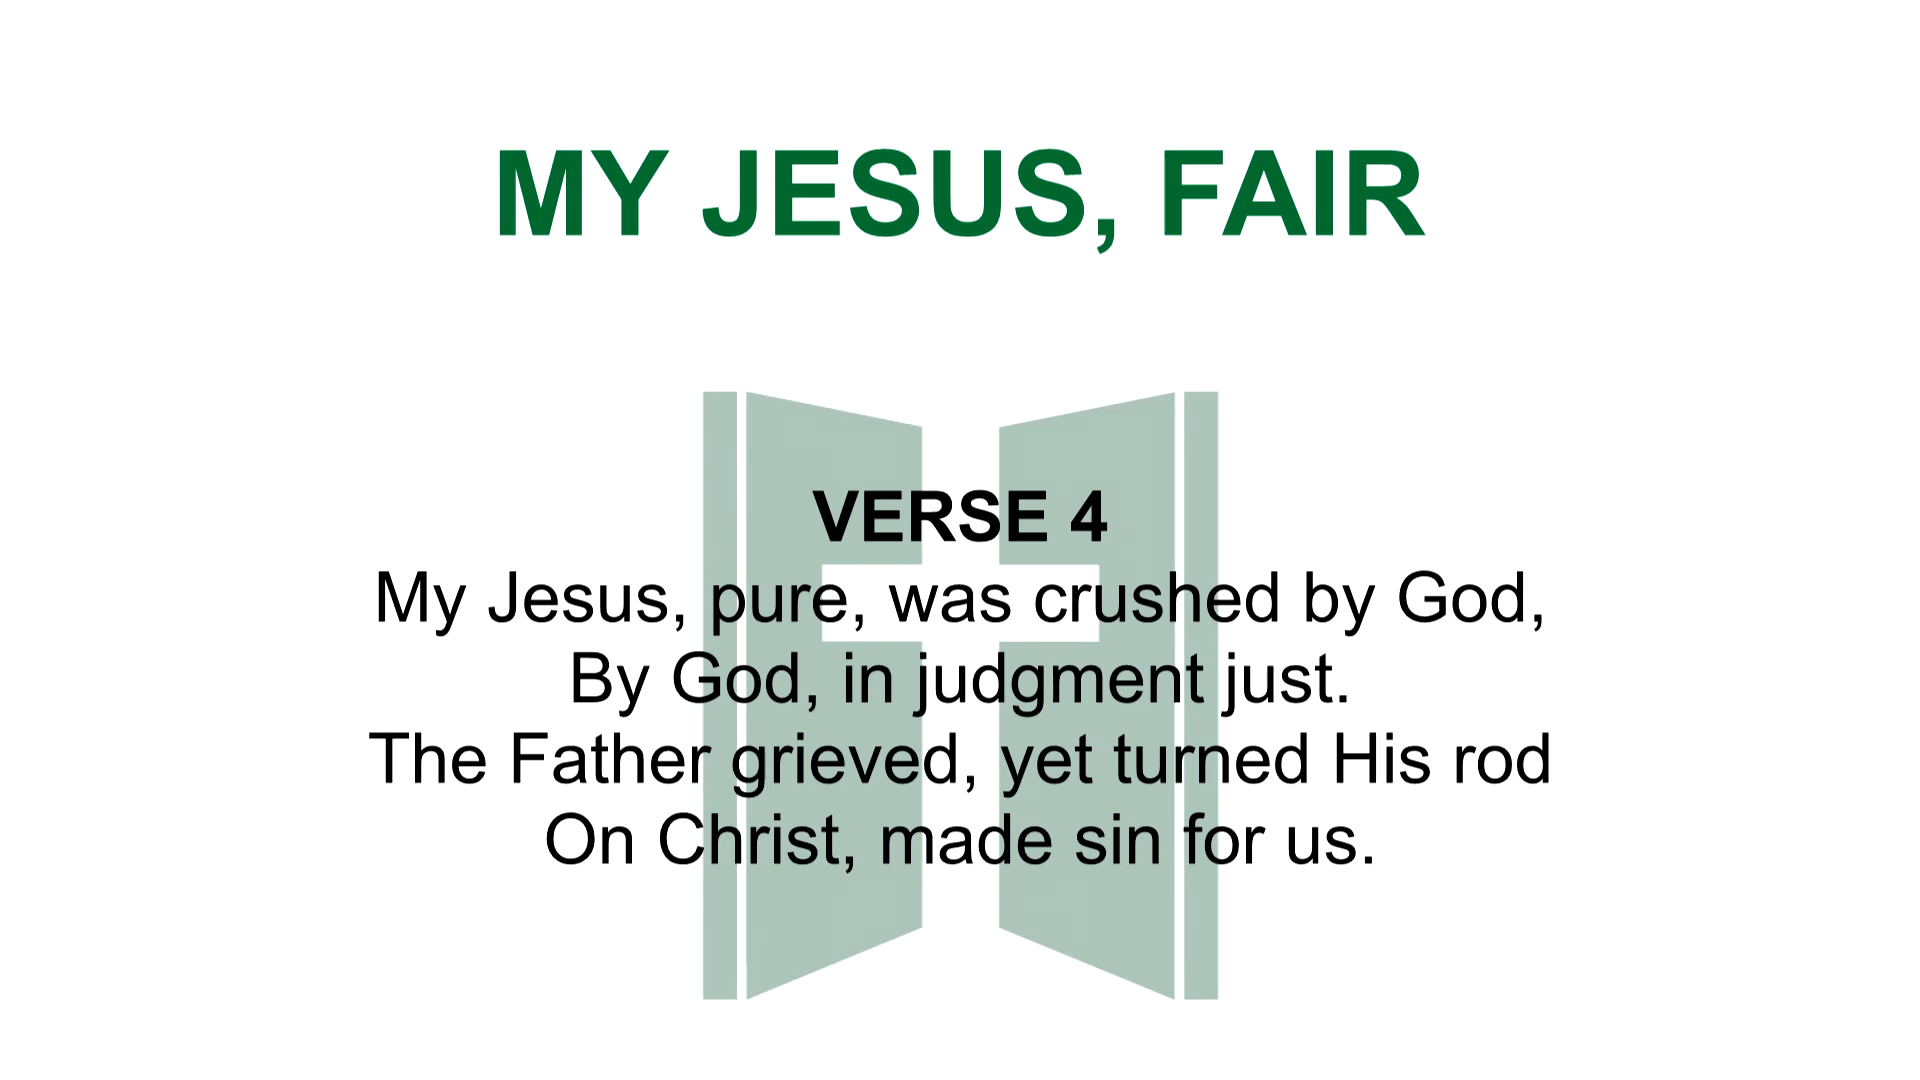 MY JESUS, FAIR
VERSE 4
My Jesus, pure, was crushed by God,
By God, in judgment just.
The Father grieved, yet turned His rod
On Christ, made sin for us.